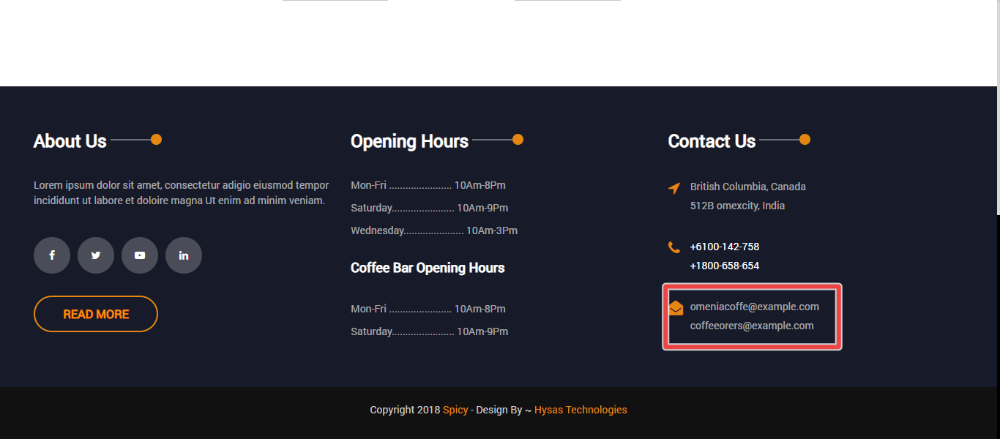 About Us
Lorem ipsum dolor sit amet, consectetur adigio eiusmod tempor
incididunt ut labore et doloire magna Ut enim ad minim veniam.
READ MORE
Opening Hours
Mon-Fri ....................... 10Am-8Pm
Saturday....................... 10Am-9Pm
Wednesday...................... 10Am-3Pm
Coffee Bar Opening Hours
Mon-Fri ....................... 10Am-8Pm
Saturday....................... 10Am-9Pm
Contact Us
British Columbia, Canada
512B omexcity, India
+6100-142-758
+1800-658-654
omeniacoffe@example.com
coffeeorers@example.com
Copyright 2018 Spicy - Design By ~ Hysas Technologies